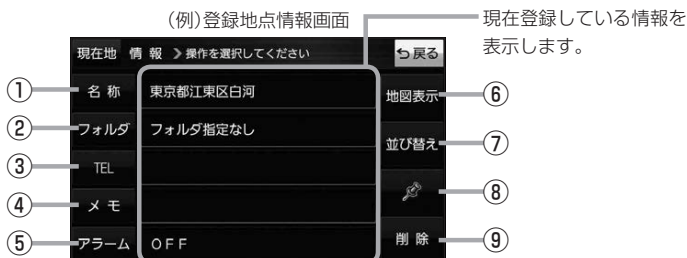 (例)登録地点情報画面
現在登録している情報を
表示します。
現在地 情 報 ＞操作を選択してください 戻る
① 名 称 東京都江東区白河 地図表示 ⑥
② フォルダ フォルダ指定なし 並び替え ⑦
③ TEL ⑧
④ メ モ
⑤ アラーム OFF 削 除 ⑨